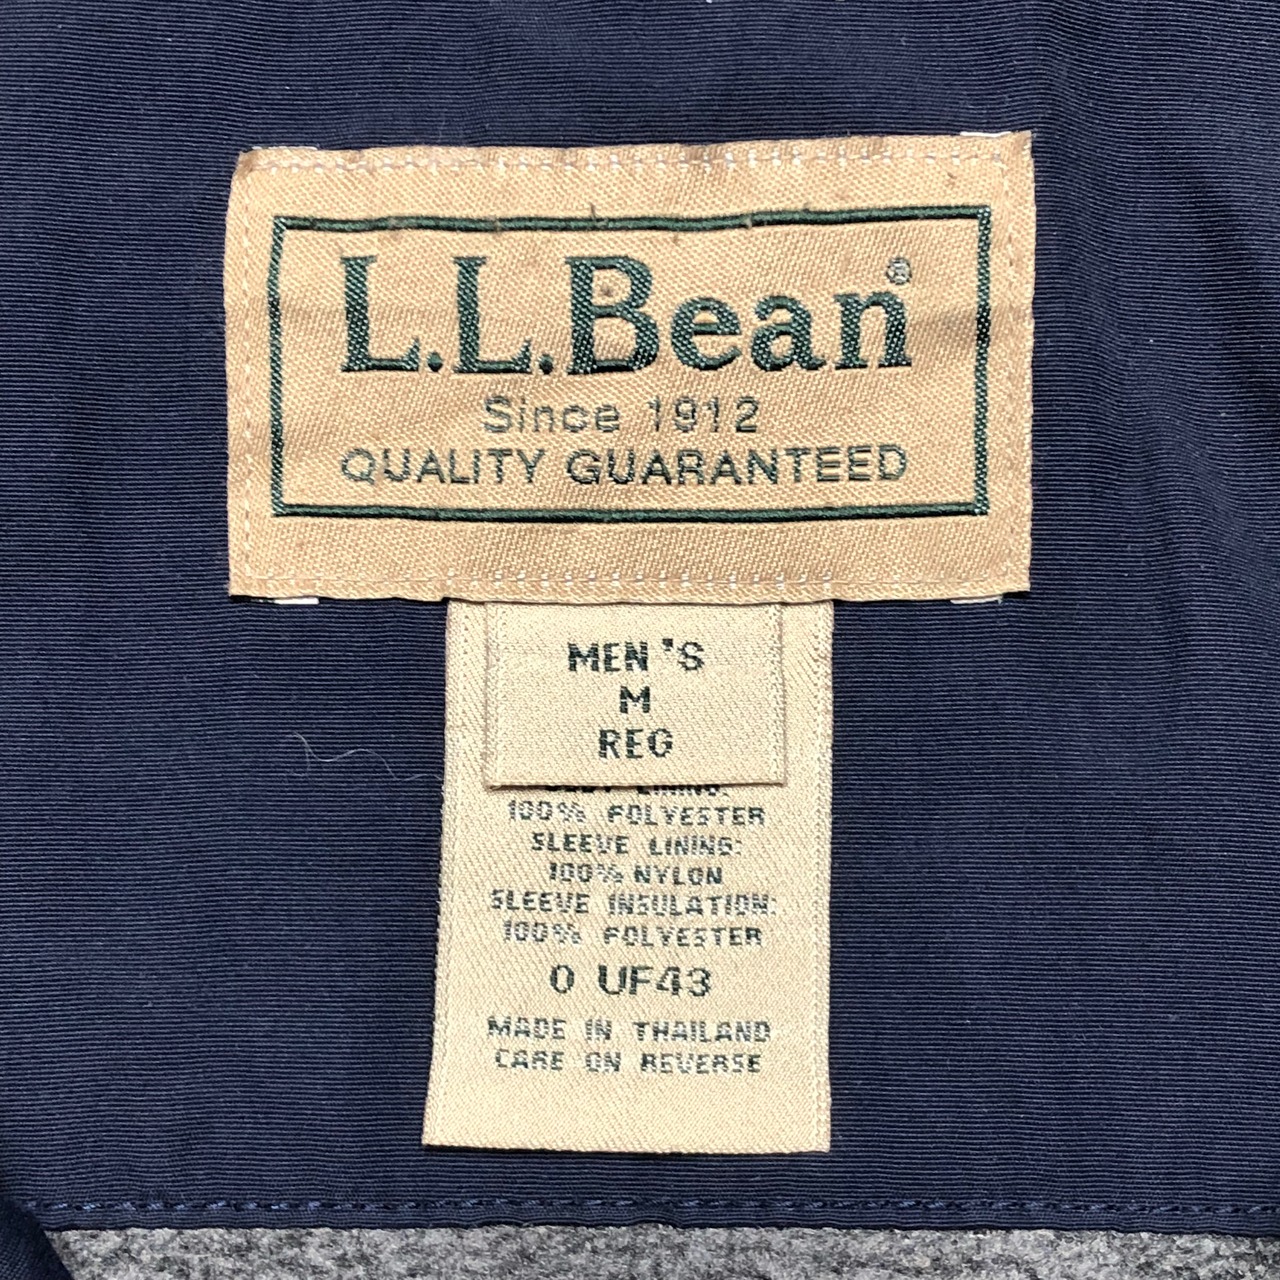 L.L.Bean®
Since 1912
QUALITY GUARANTEED
MEN'S
M
REG
LINING:
100% POLYESTER
SLEEVE LINING:
100% NYLON
SLEEVE INSULATION:
100% POLYESTER
0 UF43
MADE IN THAILAND
CARE ON REVERSE